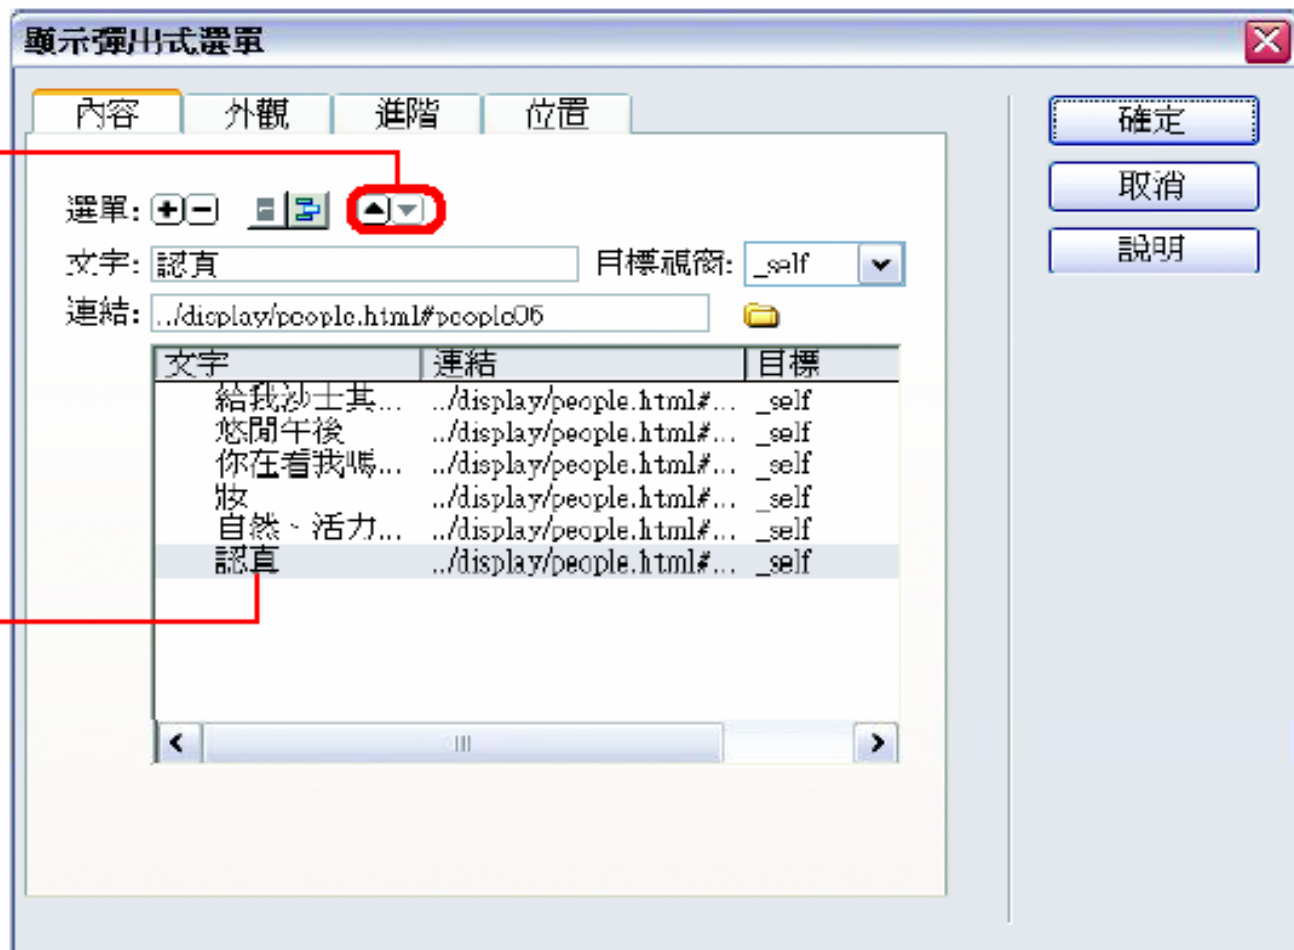 顯示彈出式選單
內容 外觀 進階 位置
確定
取消
說明
選單:
文字: 認真 目標視窗: _self
連結: ../display/people.html#people06
文字 連結 目標
給我沙士其... ../display/people.html#... _self
悠閒午後 ../display/people.html#... _self
你在看我嗎... ../display/people.html#... _self
妝 ../display/people.html#... _self
自然、活力... ../display/people.html#... _self
認真 ../display/people.html#... _self